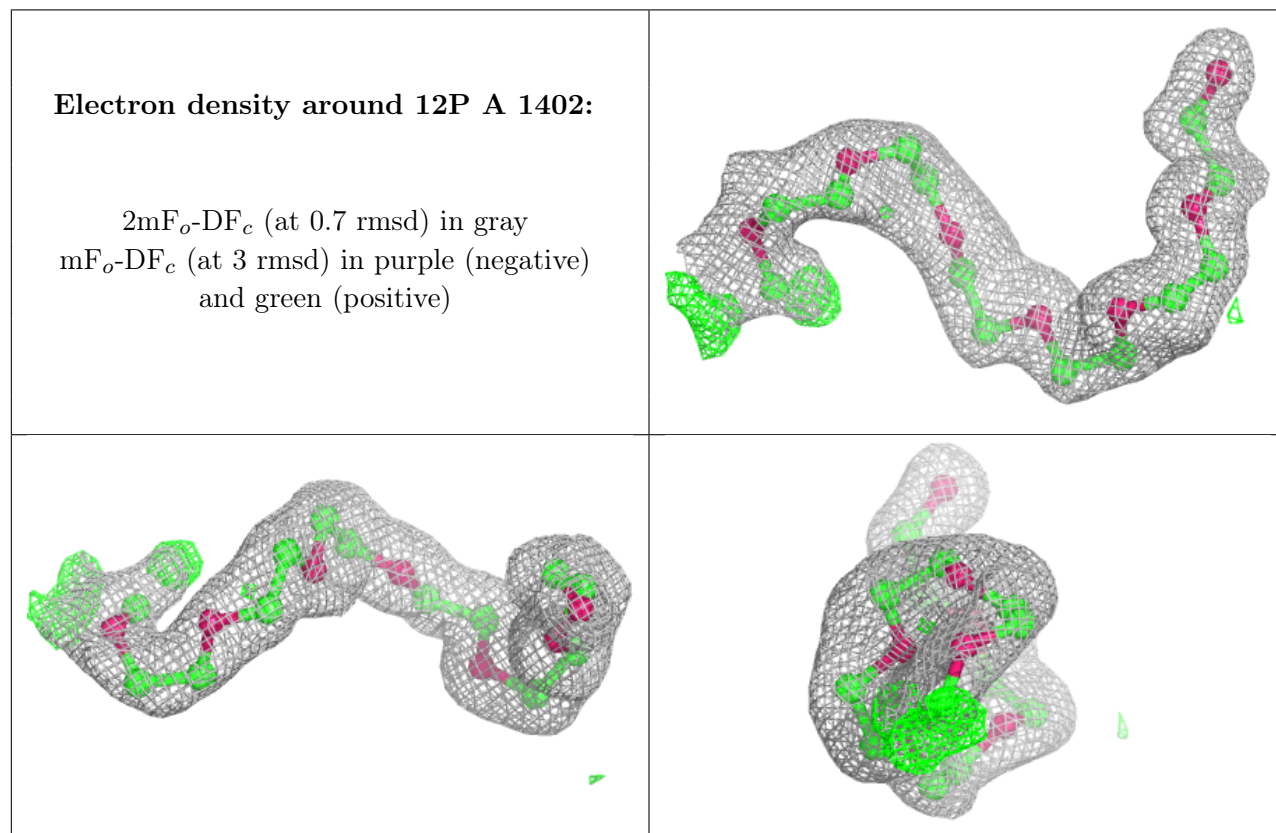 Electron density around 12P A 1402:
2mFo-DFc (at 0.7 rmsd) in gray
mFo-DFc (at 3 rmsd) in purple (negative)
and green (positive)